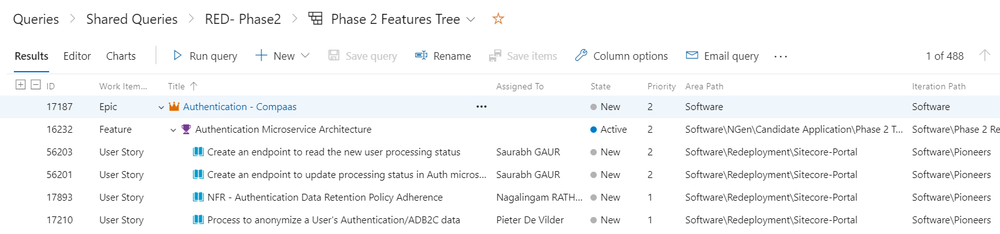 Queries > Shared Queries > RED- Phase2 > Phase 2 Features Tree
Results Editor Charts Run query New Save query Rename Save items Column options Email query ... 1 of 488
ID Work Item... Title Assigned To State Priority Area Path Iteration Path
17187 Epic Authentication - Compaas ... New 2 Software Software
16232 Feature Authentication Microservice Architecture Active 2 Software\NGen\Candidate Application\Phase 2 T... Software\Phase 2 Re
56203 User Story Create an endpoint to read the new user processing status Saurabh GAUR New 2 Software\Redeployment\Sitecore-Portal Software\Pioneers
56201 User Story Create an endpoint to update processing status in Auth micros... Saurabh GAUR New 2 Software\Redeployment\Sitecore-Portal Software\Pioneers
17893 User Story NFR - Authentication Data Retention Policy Adherence Nagalingam RATH... New 1 Software\Redeployment\Sitecore-Portal Software\Pioneers
17210 User Story Process to anonymize a User's Authentication/ADB2C data Pieter De Vilder New 1 Software\Redeployment\Sitecore-Portal Software\Pioneers